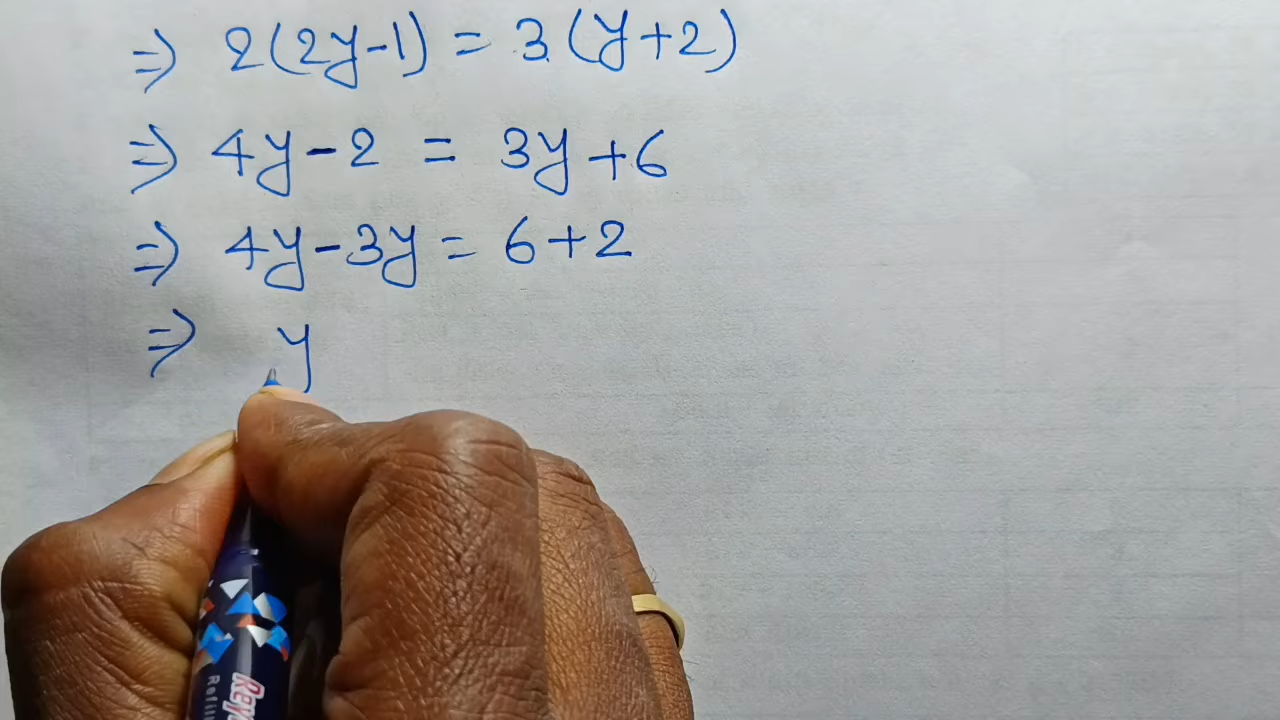 ⇒ 2(2y-1) = 3(y+2)
⇒ 4y-2 = 3y+6
⇒ 4y-3y = 6+2
⇒ y